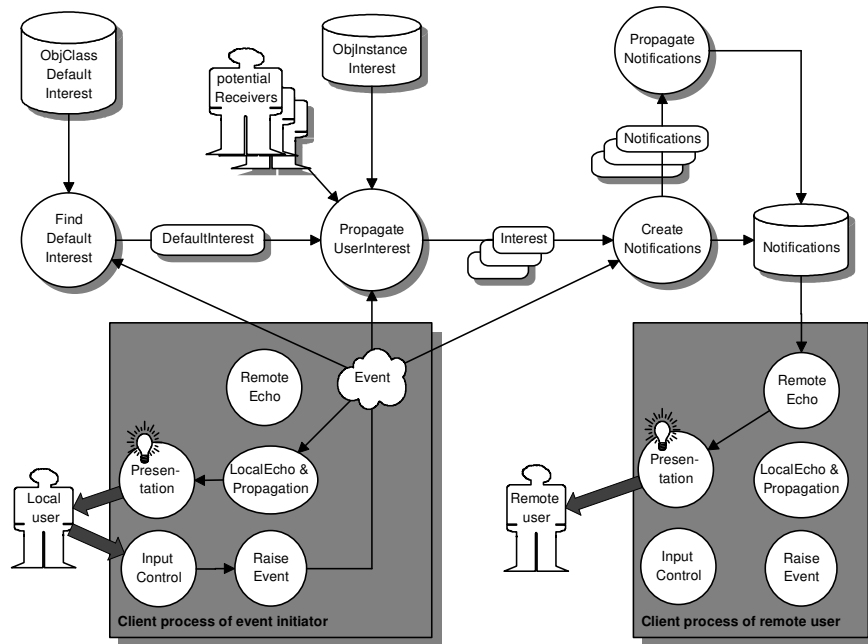 ObjClass
Default
Interest
potential
Receivers
ObjInstance
Interest
Propagate
Notifications
Notifications
Find
Default
Interest
DefaultInterest
Propagate
UserInterest
Interest
Create
Notifications
Notifications
Remote
Echo
Event
Presen-
tation
LocalEcho &
Propagation
Local
user
Input
Control
Raise
Event
Client process of event initiator
Remote
Echo
Presen-
tation
LocalEcho &
Propagation
Remote
user
Input
Control
Raise
Event
Client process of remote user